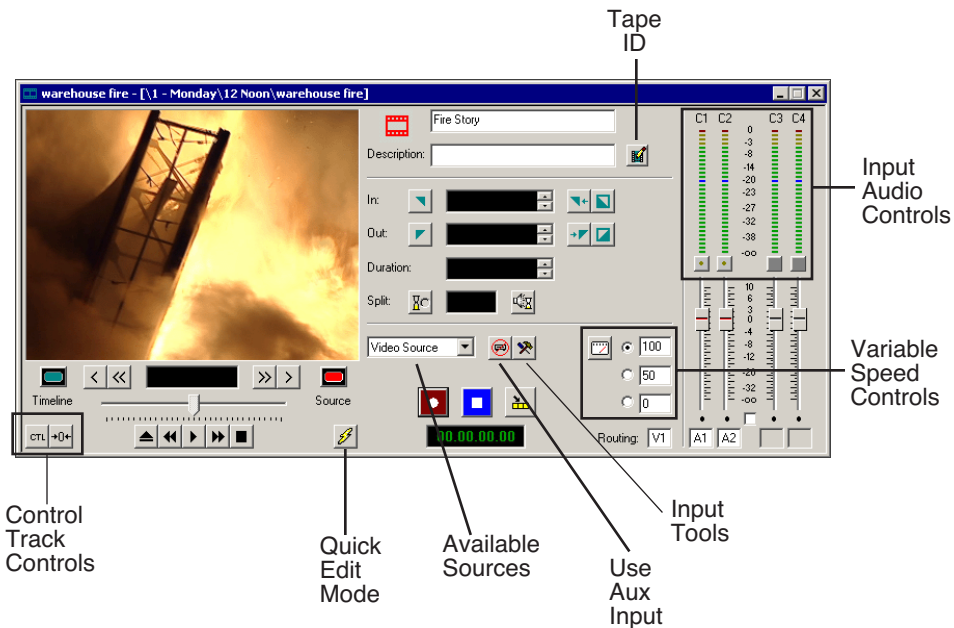 Tape
ID
warehouse fire - [\1 - Monday\12 Noon\warehouse fire]
Fire Story
Description:
In:
Out:
Duration:
Split:
Video Source
Timeline
Source
CTL →0←
00.00.00.00
100
50
0
Routing: V1
C1 C2 C3 C4
0
-3
-8
-14
-20
-23
-27
-32
-38
-oo
10
6
3
0
-4
-8
-12
-20
-32
-oo
A1 A2
Input
Audio
Controls
Variable
Speed
Controls
Control
Track
Controls
Quick
Edit
Mode
Available
Sources
Use
Aux
Input
Input
Tools